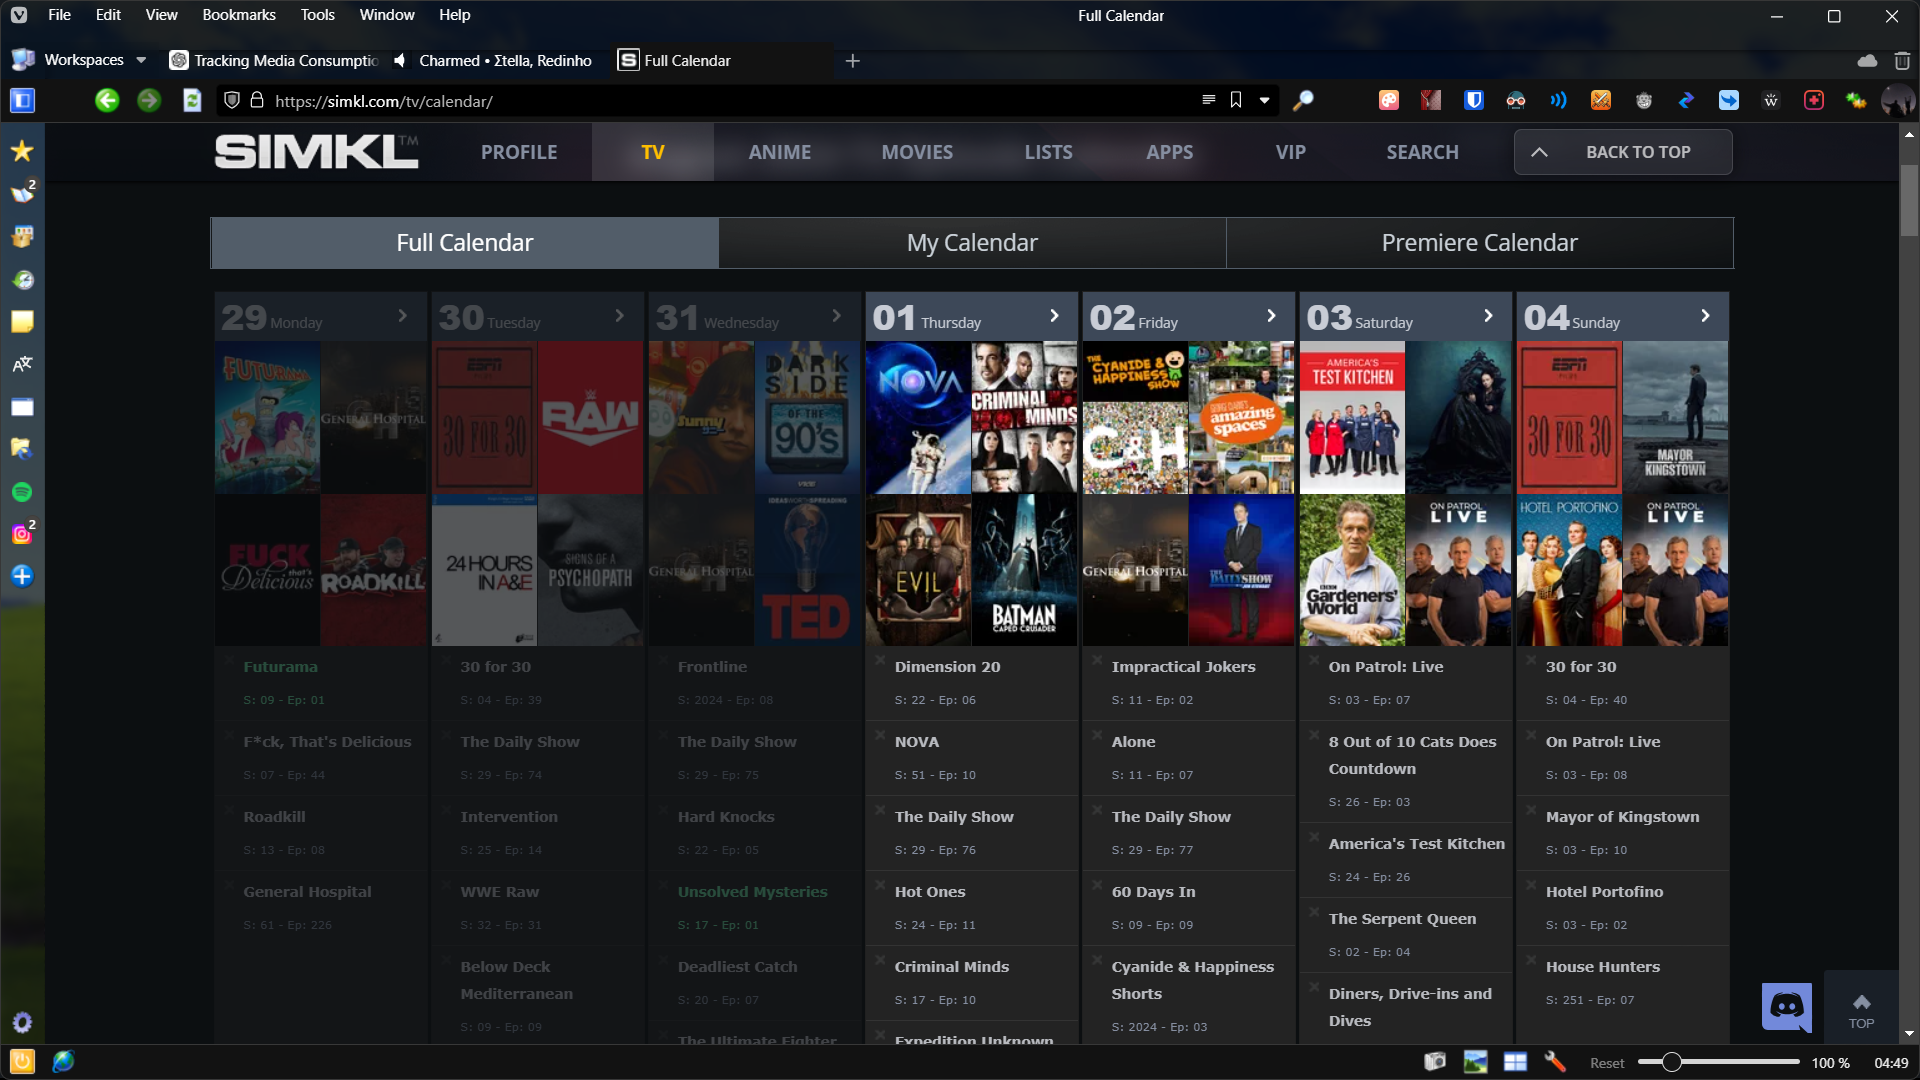 File Edit View Bookmarks Tools Window Help
Full Calendar
Workspaces
Tracking Media Consumptio
Charmed • Σtella, Redinho
Full Calendar
https://simkl.com/tv/calendar/
SIMKL™
PROFILE TV ANIME MOVIES LISTS APPS VIP SEARCH
BACK TO TOP
Full Calendar
My Calendar
Premiere Calendar
29 Monday
FUTURAMA
GENERAL HOSPITAL
FUCK that's Delicious
ROADKILL
Futurama
S: 09 - Ep: 01
F*ck, That's Delicious
S: 07 - Ep: 44
Roadkill
S: 13 - Ep: 08
General Hospital
S: 61 - Ep: 226
30 Tuesday
ESPN
30 FOR 30
RAW
24 HOURS IN A&E
SIGNS OF A PSYCHOPATH
30 for 30
S: 04 - Ep: 39
The Daily Show
S: 29 - Ep: 74
Intervention
S: 25 - Ep: 14
WWE Raw
S: 32 - Ep: 31
Below Deck
Mediterranean
S: 09 - Ep: 09
31 Wednesday
Sunny
DARK SIDE OF THE 90's
GENERAL HOSPITAL
IDEAS WORTH SPREADING
TED
Frontline
S: 2024 - Ep: 08
The Daily Show
S: 29 - Ep: 75
Hard Knocks
S: 22 - Ep: 05
Unsolved Mysteries
S: 17 - Ep: 01
Deadliest Catch
S: 20 - Ep: 07
The Ultimate Fighter
01 Thursday
NOVA
CRIMINAL MINDS
EVIL
BATMAN
CAPED CRUSADER
Dimension 20
S: 22 - Ep: 06
NOVA
S: 51 - Ep: 10
The Daily Show
S: 29 - Ep: 76
Hot Ones
S: 24 - Ep: 11
Criminal Minds
S: 17 - Ep: 10
Expedition Unknown
02 Friday
THE CYANIDE & HAPPINESS SHOW
C&H
GEORGE CLARKE'S amazing spaces
GENERAL HOSPITAL
THE DAILY SHOW
Impractical Jokers
S: 11 - Ep: 02
Alone
S: 11 - Ep: 07
The Daily Show
S: 29 - Ep: 77
60 Days In
S: 09 - Ep: 09
Cyanide & Happiness
Shorts
S: 2024 - Ep: 03
03 Saturday
AMERICA'S TEST KITCHEN
BBC Gardeners' World
ON PATROL LIVE
On Patrol: Live
S: 03 - Ep: 07
8 Out of 10 Cats Does
Countdown
S: 26 - Ep: 03
America's Test Kitchen
S: 24 - Ep: 26
The Serpent Queen
S: 02 - Ep: 04
Diners, Drive-ins and
Dives
04 Sunday
ESPN
30 FOR 30
MAYOR OF KINGSTOWN
HOTEL PORTOFINO
ON PATROL LIVE
30 for 30
S: 04 - Ep: 40
On Patrol: Live
S: 03 - Ep: 08
Mayor of Kingstown
S: 03 - Ep: 10
Hotel Portofino
S: 03 - Ep: 02
House Hunters
S: 251 - Ep: 07
TOP
2
2
Reset 100 % 04:49